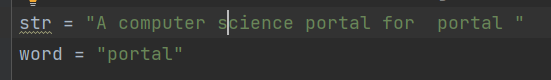 str = "A computer science portal for  portal "
word = "portal"